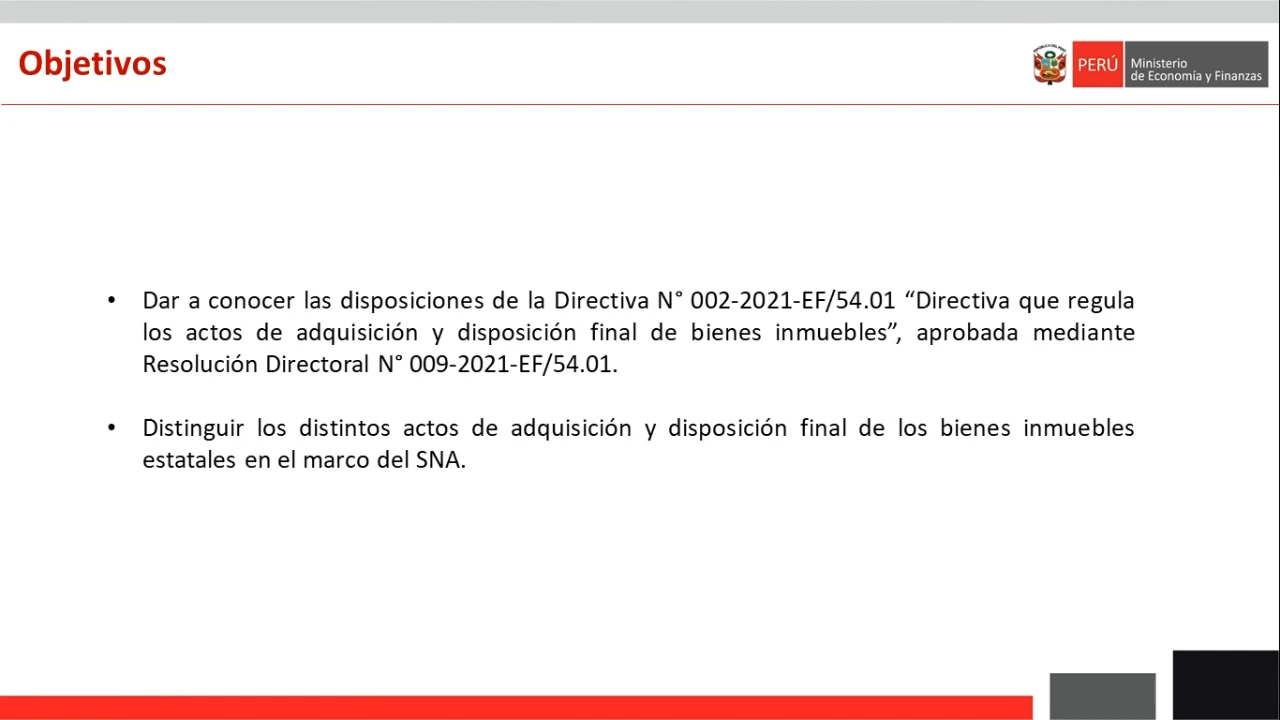 Objetivos
REPÚBLICA DEL PERÚ
PERÚ
Ministerio
de Economía y Finanzas
• Dar a conocer las disposiciones de la Directiva N° 002-2021-EF/54.01 “Directiva que regula
los actos de adquisición y disposición final de bienes inmuebles”, aprobada mediante
Resolución Directoral N° 009-2021-EF/54.01.
• Distinguir los distintos actos de adquisición y disposición final de los bienes inmuebles
estatales en el marco del SNA.